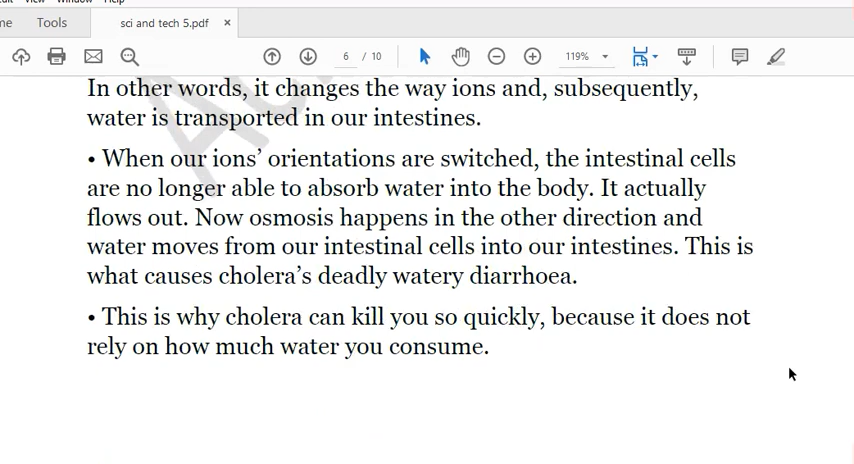 Tools
sci and tech 5.pdf ×
6 / 10 119%
In other words, it changes the way ions and, subsequently,
water is transported in our intestines.
• When our ions’ orientations are switched, the intestinal cells
are no longer able to absorb water into the body. It actually
flows out. Now osmosis happens in the other direction and
water moves from our intestinal cells into our intestines. This is
what causes cholera’s deadly watery diarrhoea.
• This is why cholera can kill you so quickly, because it does not
rely on how much water you consume.